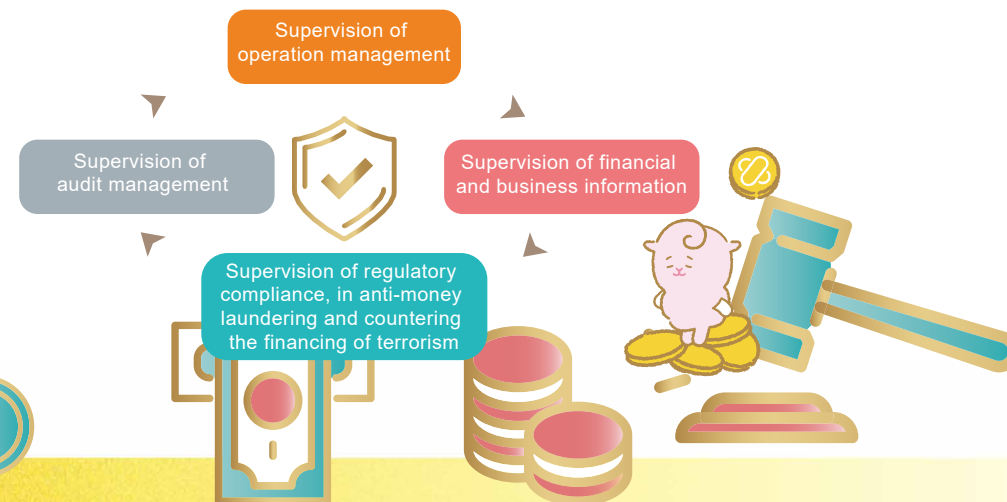 Supervision of
operation management
Supervision of
audit management
Supervision of financial
and business information
Supervision of regulatory
compliance, in anti-money
laundering and countering
the financing of terrorism